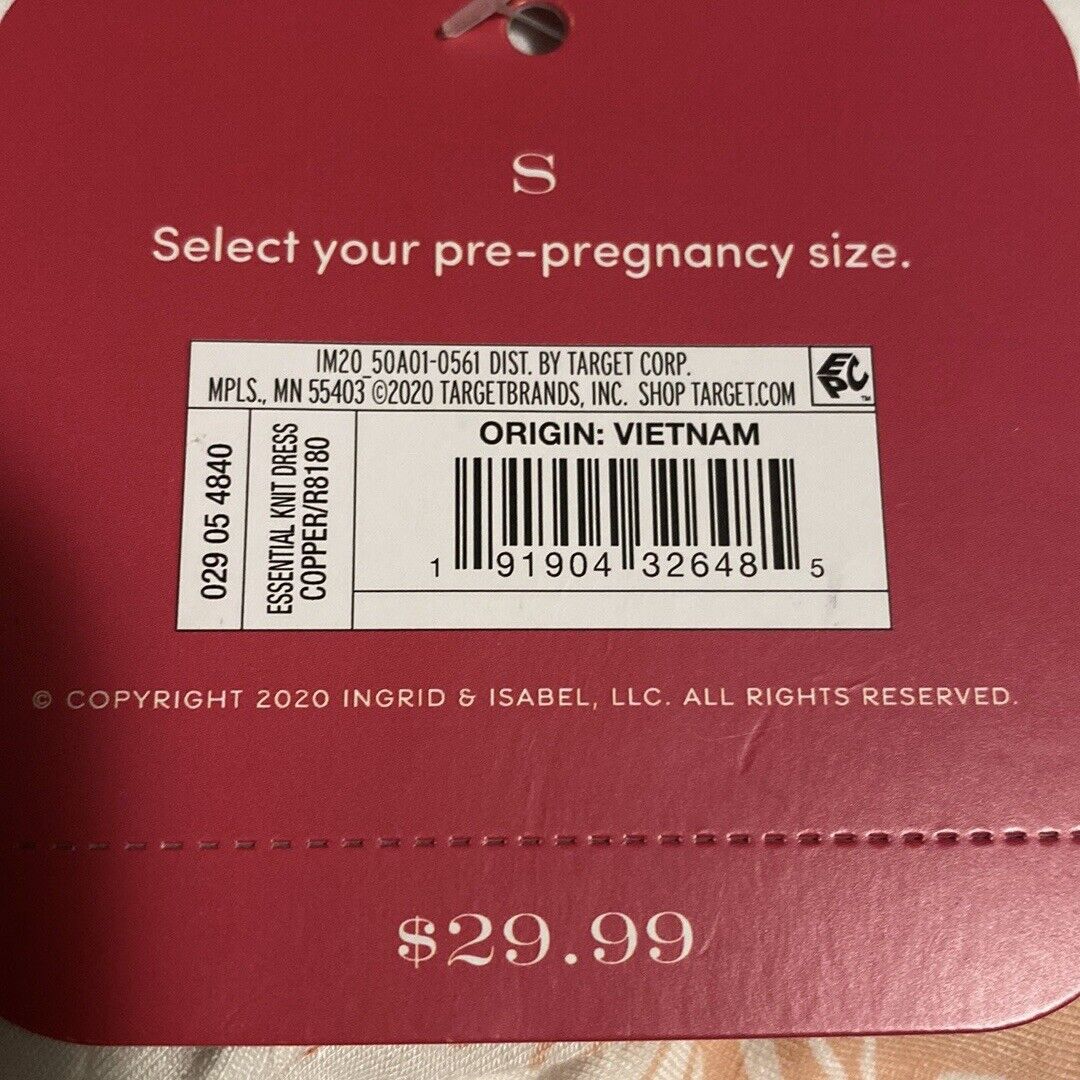 S
Select your pre-pregnancy size.
IM20_50A01-0561 DIST. BY TARGET CORP.
MPLS., MN 55403 ©2020 TARGETBRANDS, INC. SHOP TARGET.COM
EPC™
029 05 4840
ESSENTIAL KNIT DRESS
COPPER/R8180
ORIGIN: VIETNAM
1 91904 32648 5
© COPYRIGHT 2020 INGRID & ISABEL, LLC. ALL RIGHTS RESERVED.
$29.99